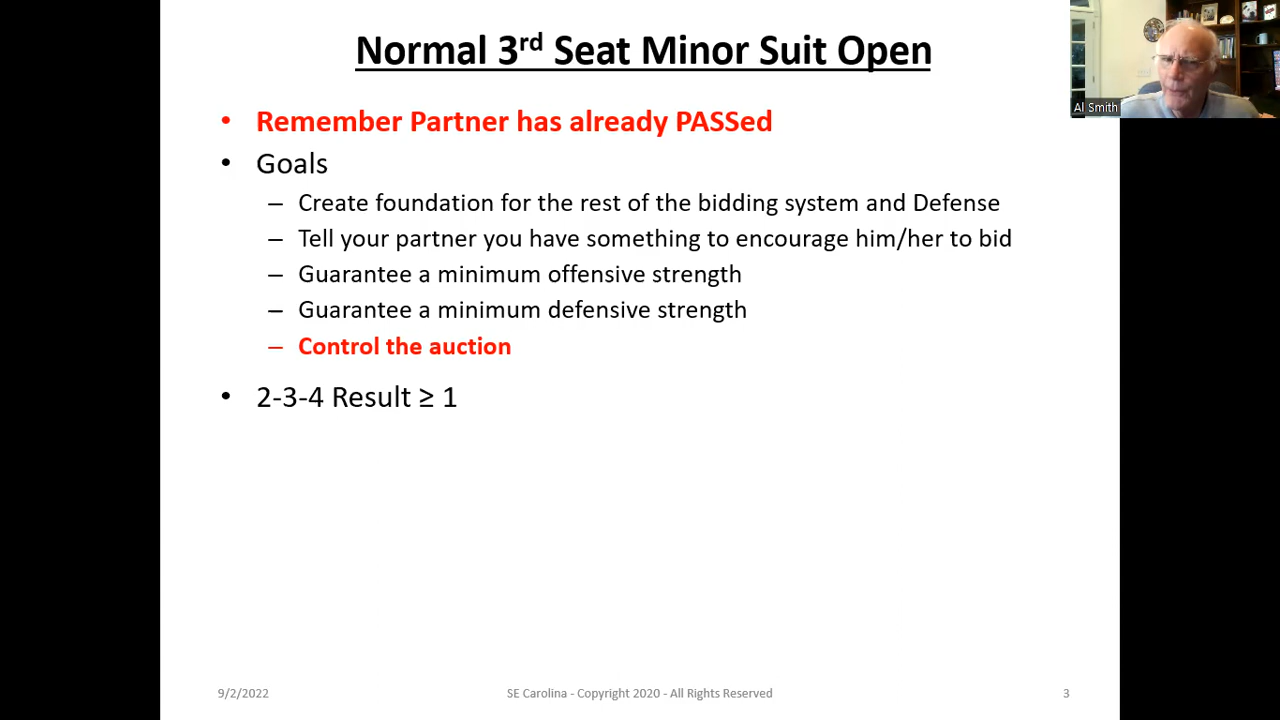 Normal 3rd Seat Minor Suit Open
Al Smith
• Remember Partner has already PASSed
• Goals
– Create foundation for the rest of the bidding system and Defense
– Tell your partner you have something to encourage him/her to bid
– Guarantee a minimum offensive strength
– Guarantee a minimum defensive strength
– Control the auction
• 2-3-4 Result ≥ 1
9/2/2022
SE Carolina - Copyright 2020 - All Rights Reserved
3